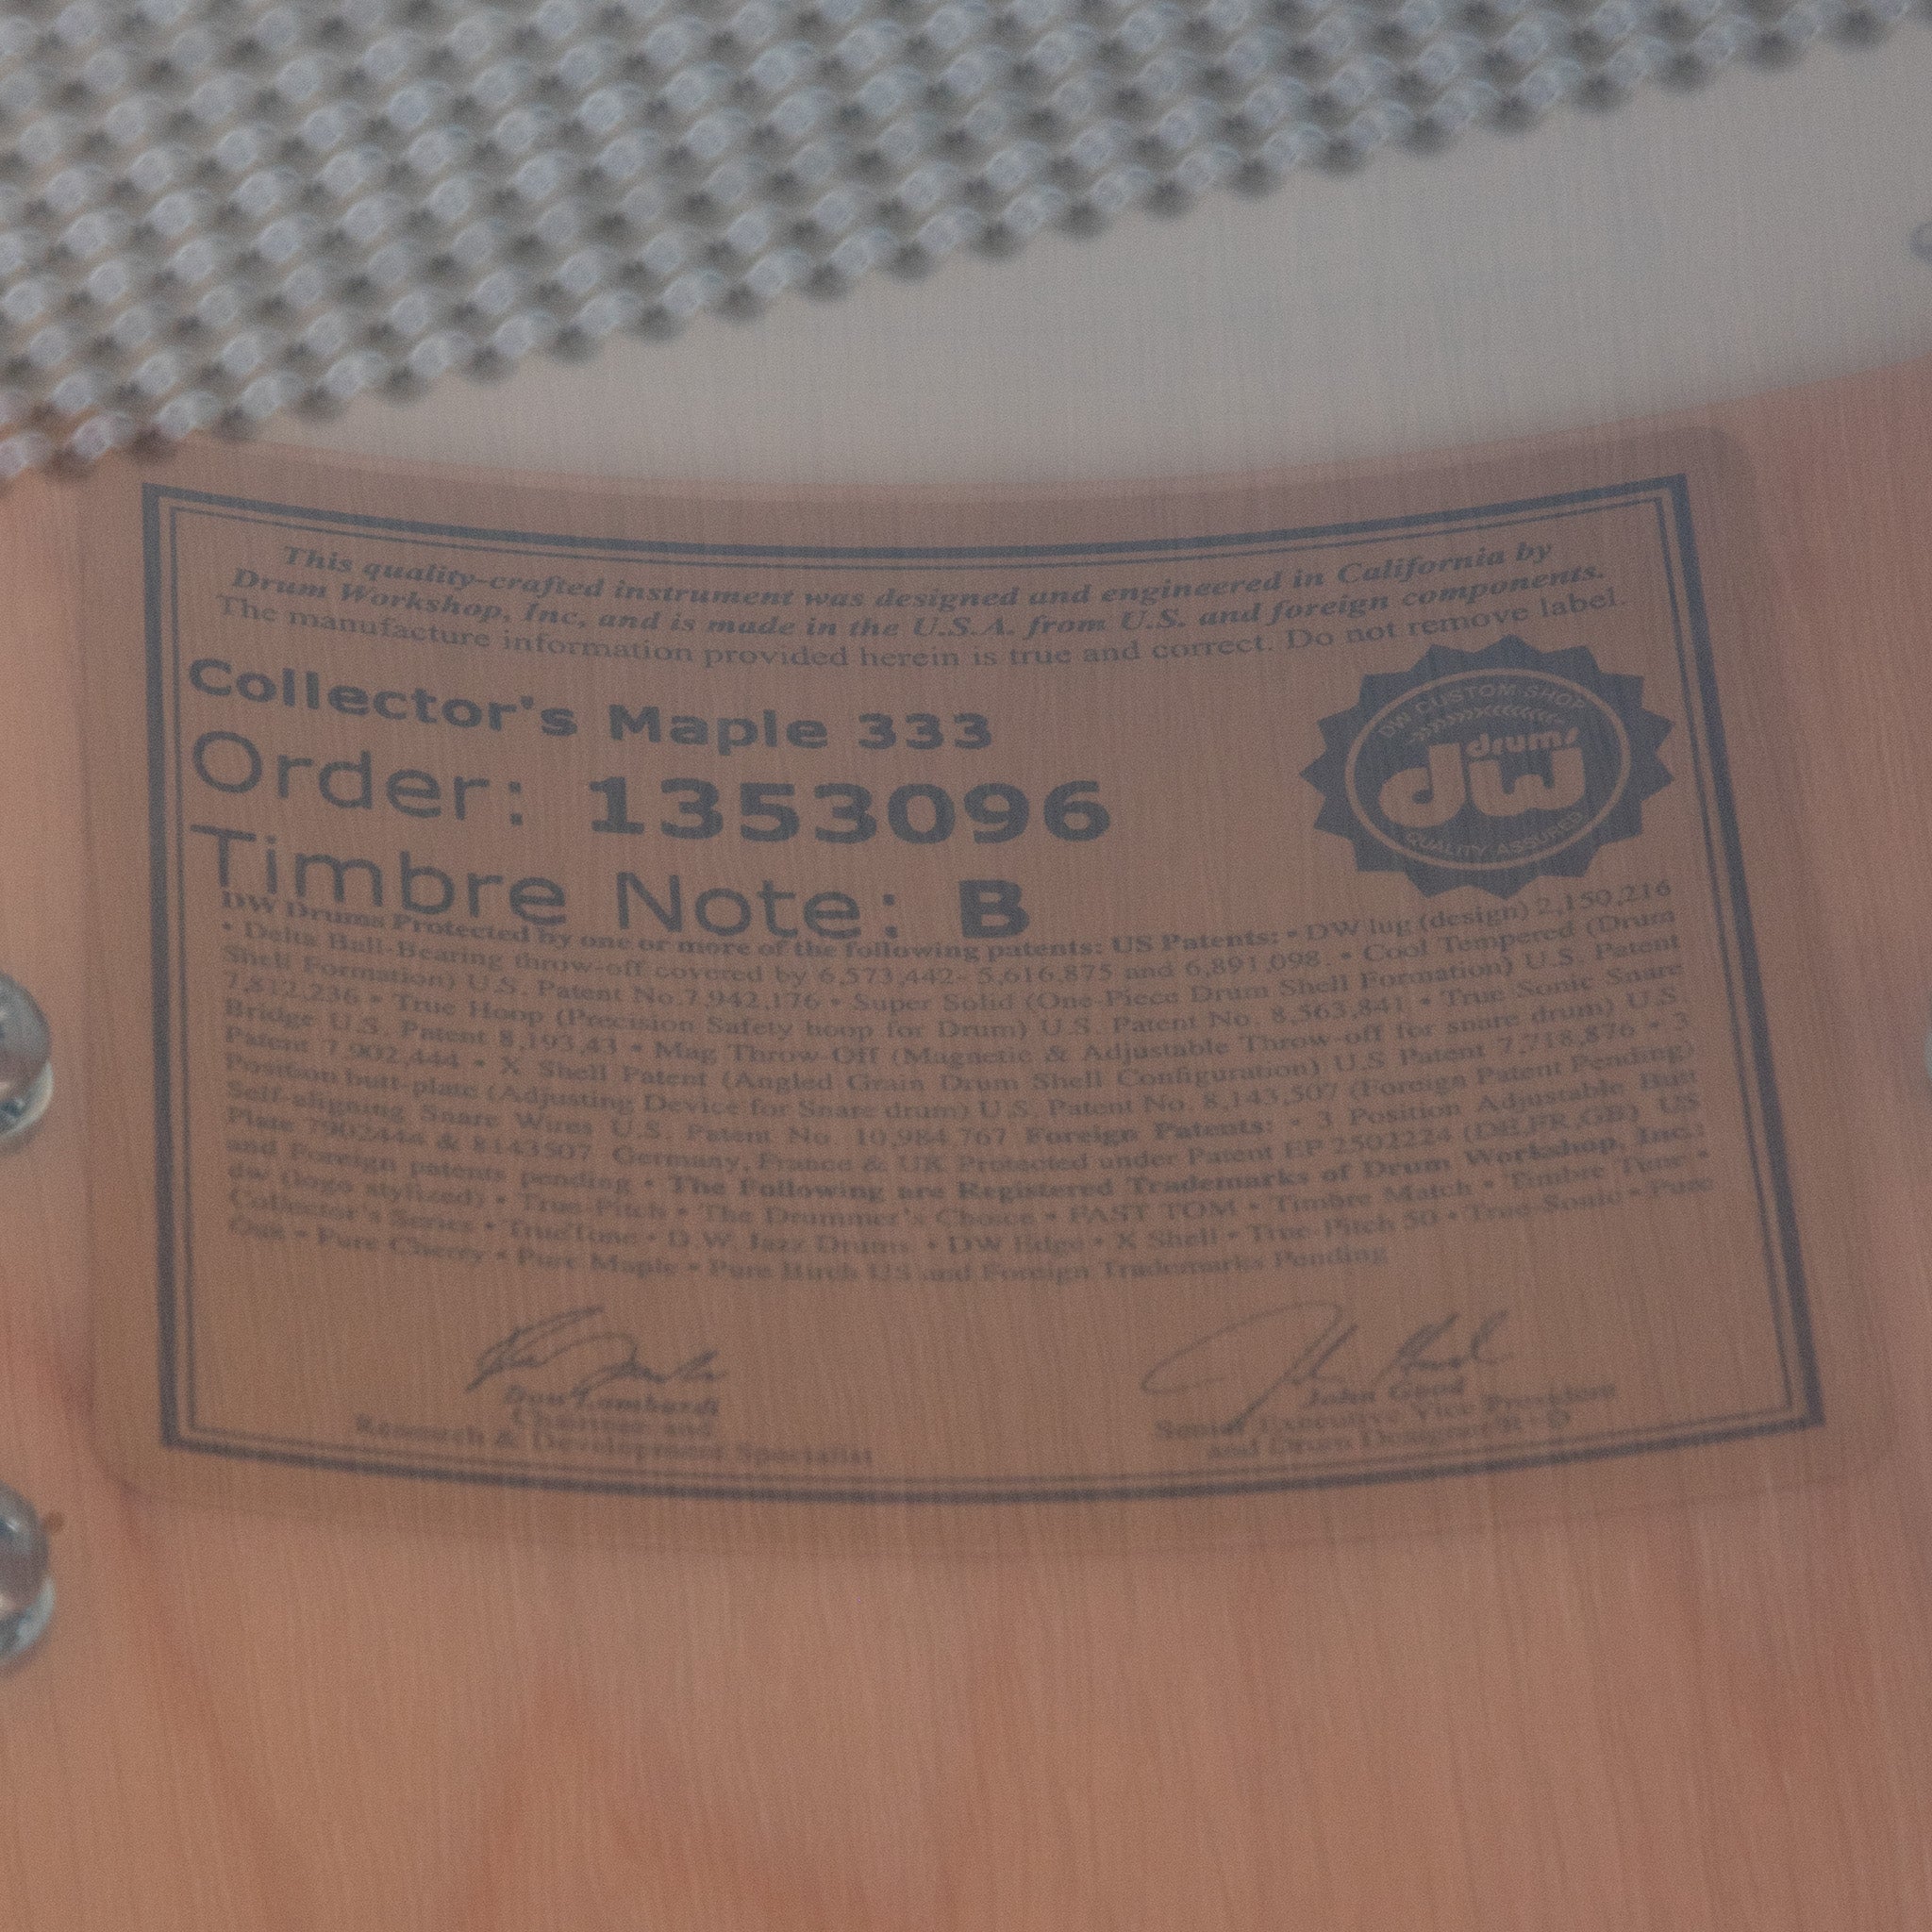 This quality-crafted instrument was designed and engineered in California by
Drum Workshop, Inc, and is made in the U.S.A. from U.S. and foreign components.
The manufacture information provided herein is true and correct. Do not remove label.
Collector's Maple 333
Order: 1353096
Timbre Note: B
DW CUSTOM SHOP
drums
dw
QUALITY ASSURED
DW Drums Protected by one or more of the following patents: US Patents: • DW lug (design) 2,150,216
• Delta Ball-Bearing throw-off covered by 6,573,442- 5,616,875 and 6,891,098. • Cool Tempered (Drum
Shell Formation) U.S. Patent No.7,942,176 • Super Solid (One-Piece Drum Shell Formation) U.S. Patent
7,812,236 • True Hoop (Precision Safety hoop for Drum) U.S. Patent No. 8,563,841 • True Sonic Snare
Bridge U.S. Patent 8,193,43 • Mag Throw-Off (Magnetic & Adjustable Throw-off for snare drum) U.S.
Patent 7,902,444 • X Shell Patent (Angled Grain Drum Shell Configuration) U.S Patent 7,718,876 • 3
Position butt-plate (Adjusting Device for Snare drum) U.S. Patent No. 8,143,507 (Foreign Patent Pending)
Self-aligning Snare Wires U.S. Patent No. 10,984,767 Foreign Patents: • 3 Position Adjustable Butt
Plate 7902444 & 8143507 Germany, France & UK Protected under Patent EP 2502224 (DE,FR,GB) US
and Foreign patents pending • The Following are Registered Trademarks of Drum Workshop, Inc.:
dw (logo stylized) • True-Pitch • The Drummer's Choice • FAST TOM • Timbre Match • Timbre Tune •
Collector's Series • TrueTone • D.W. Jazz Drums • DW Edge • X Shell • True-Pitch 50 • True-Sonic • Pure
Oak • Pure Cherry • Pure Maple • Pure Birch US and Foreign Trademarks Pending
Don Lombardi
Chairman and
Research & Development Specialist
John Good
Senior Executive Vice President
and Drum Designer